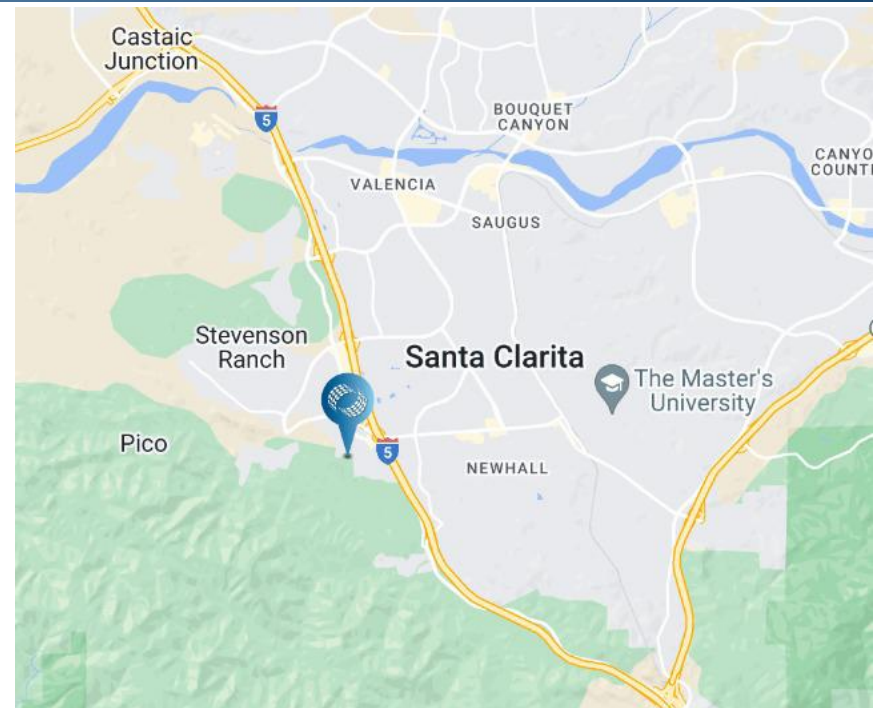 Castaic
Junction
5
BOUQUET
CANYON
CANYO
COUNT
VALENCIA
SAUGUS
Stevenson
Ranch
Santa Clarita
The Master's
University
Pico
5
NEWHALL